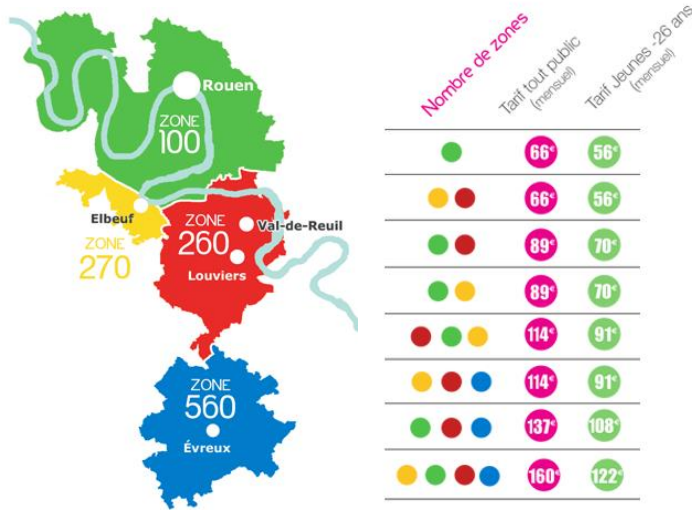 Rouen
ZONE
100
Elbeuf
ZONE
270
ZONE
260
Val-de-Reuil
Louviers
ZONE
560
Évreux
Nombre de zones
Tarif tout public
(mensuel)
Tarif Jeunes -26 ans
(mensuel)
66€ 56€
66€ 56€
89€ 70€
89€ 70€
114€ 91€
114€ 91€
137€ 108€
160€ 122€